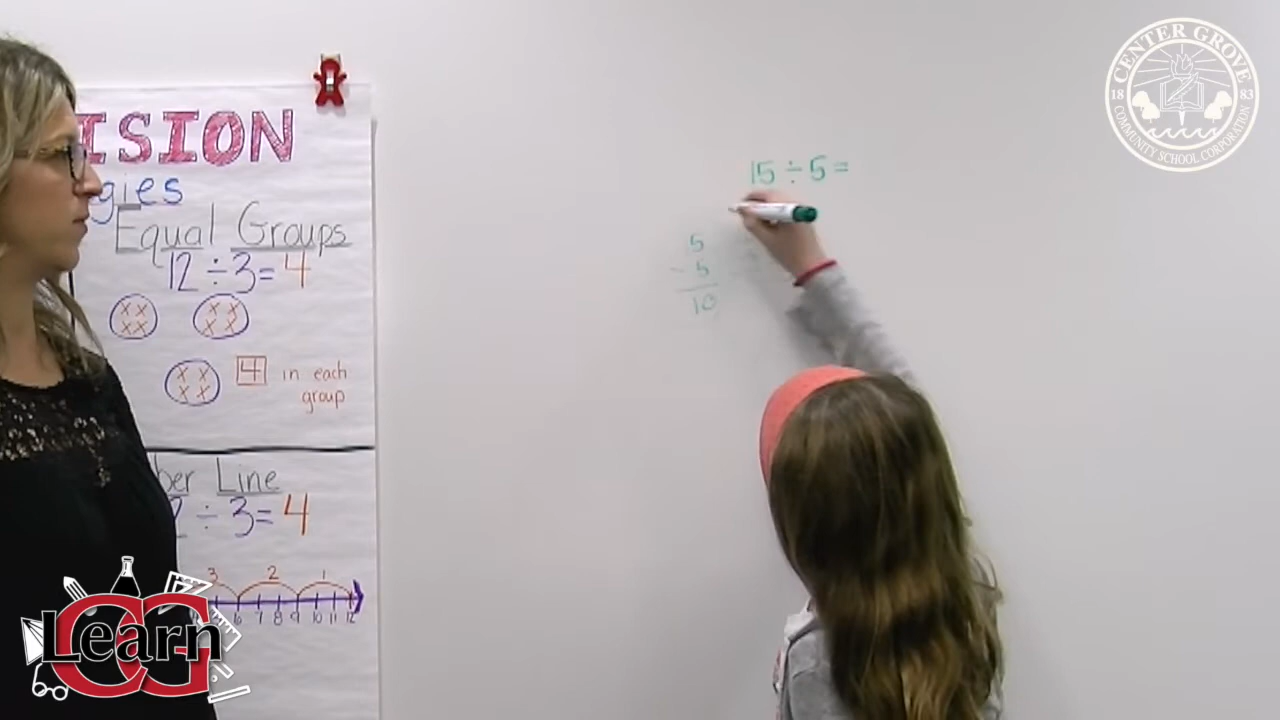 ISION
gies
Equal Groups
12 ÷ 3 = 4
x x x x
x x x x
x x
x x
4 in each
group
ber Line
2 ÷ 3 = 4
3 2 1
6 7 8 9 10 11 12
15 ÷ 5 =
5
- 5
10
CENTER GROVE
18 83
COMMUNITY SCHOOL CORPORATION
Learn
CG